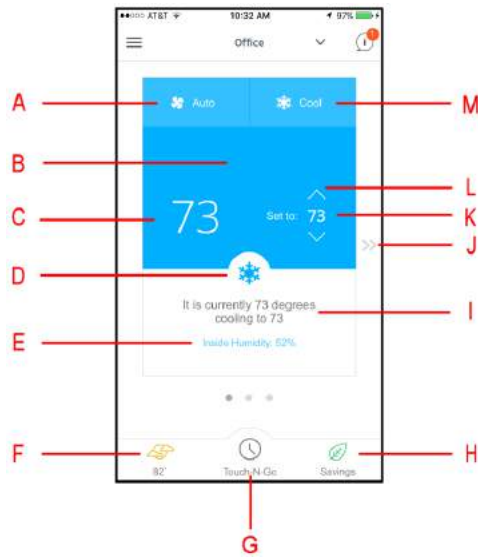 AT&T 10:32 AM 97%
Office
A Auto Cool M
B
L
C 73 Set to: 73 K
J
D
It is currently 73 degrees
cooling to 73 I
E Inside Humidity: 52%
F H
82° Touch-N-Go Savings
G